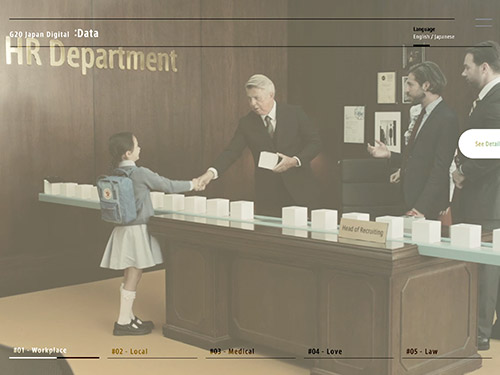 G20 Japan Digital :Data
Language
English / Japanese
HR Department
See Detail
Head of Recruiting
#01 - Workplace
#02 - Local
#03 - Medical
#04 - Love
#05 - Law